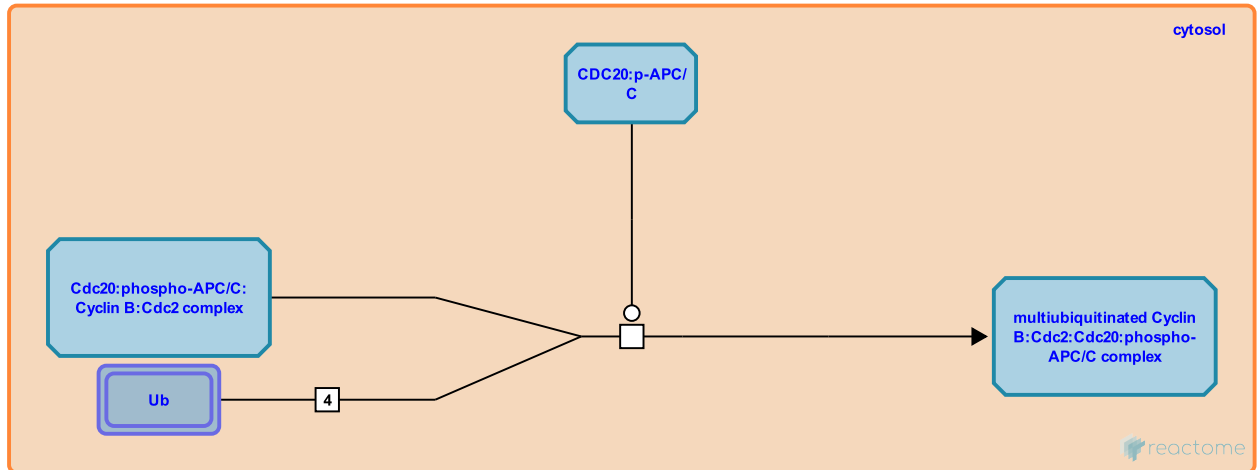 cytosol
CDC20:p-APC/
C
Cdc20:phospho-APC/C:
Cyclin B:Cdc2 complex
multiubiquitinated Cyclin
B:Cdc2:Cdc20:phospho-
APC/C complex
Ub
4
reactome